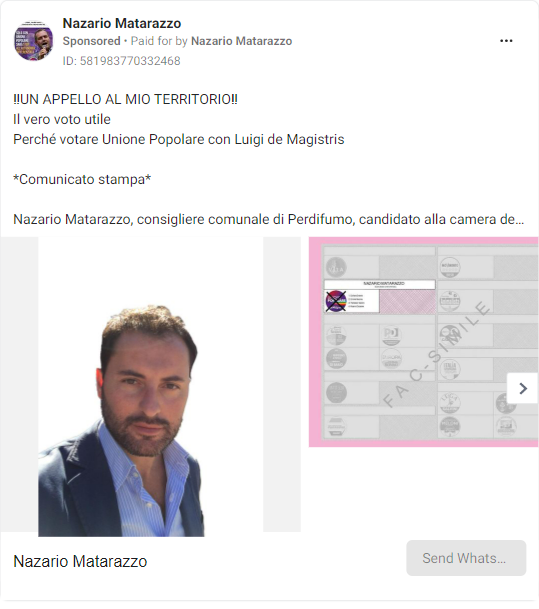 Nazario Matarazzo
Sponsored • Paid for by Nazario Matarazzo
ID: 581983770332468
!!UN APPELLO AL MIO TERRITORIO!!
Il vero voto utile
Perché votare Unione Popolare con Luigi de Magistris
*Comunicato stampa*
Nazario Matarazzo, consigliere comunale di Perdifumo, candidato alla camera de...
NAZARIO MATARAZZO
FAC-SIMILE
Nazario Matarazzo
Send Whats...